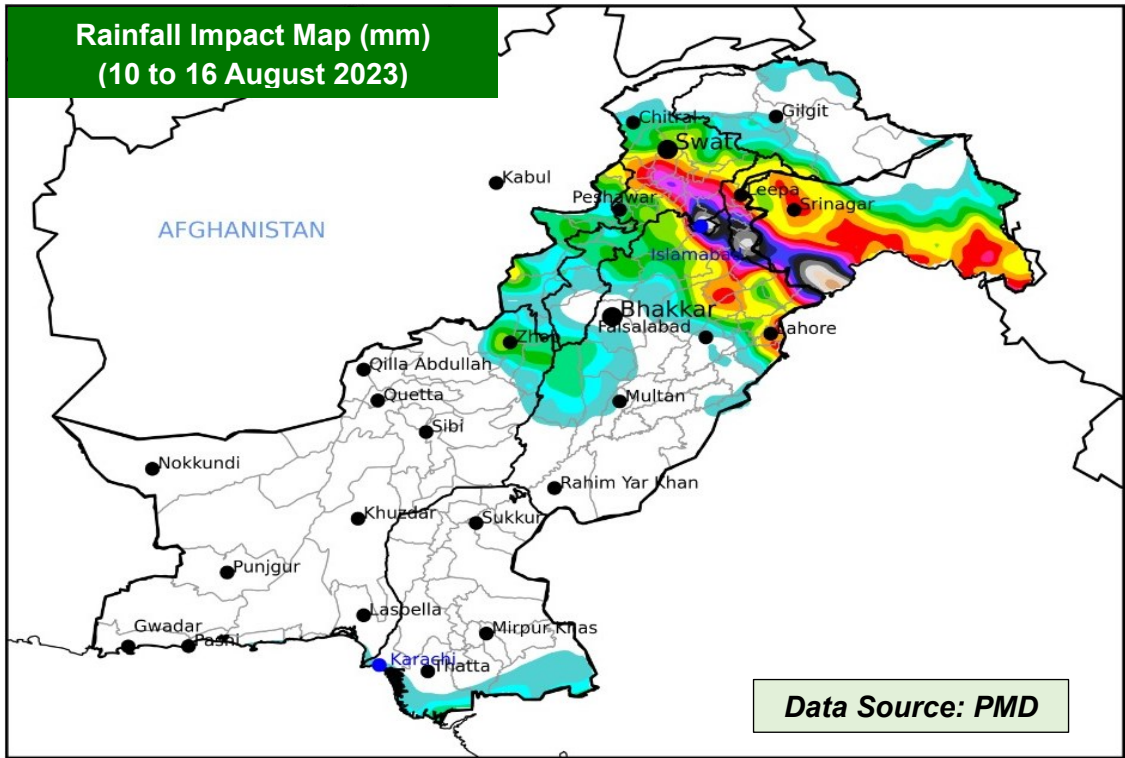 Rainfall Impact Map (mm)
(10 to 16 August 2023)
Gilgit
Chitral
Swat
Kabul
Leepa
Peshawar
Srinagar
AFGHANISTAN
Islamabad
Bhakkar
Faisalabad
Lahore
Zhob
Qilla Abdullah
Quetta
Multan
Sibi
Nokkundi
Rahim Yar Khan
Khuzdar
Sukkur
Punjgur
Lasbella
Gwadar
Mirpur Khas
Pasni
Karachi
Thatta
Data Source: PMD